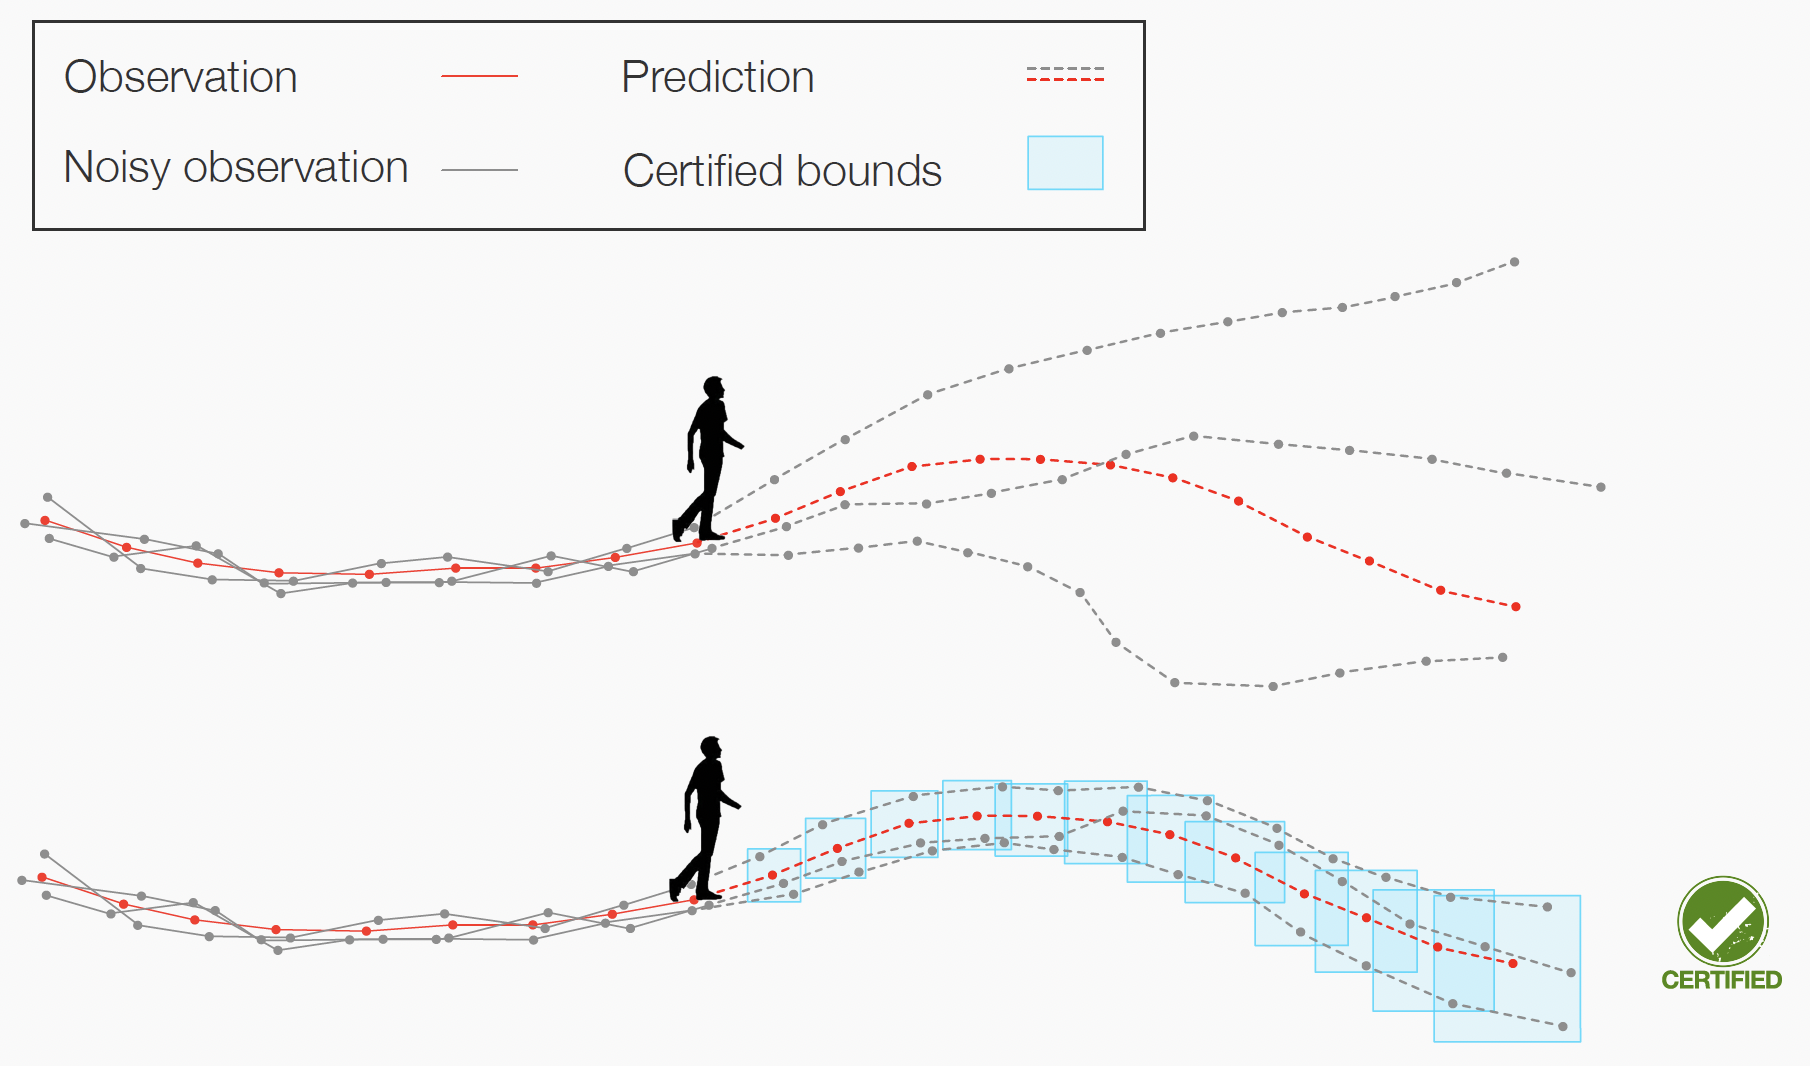 Observation
Prediction
Noisy observation
Certified bounds
CERTIFIED